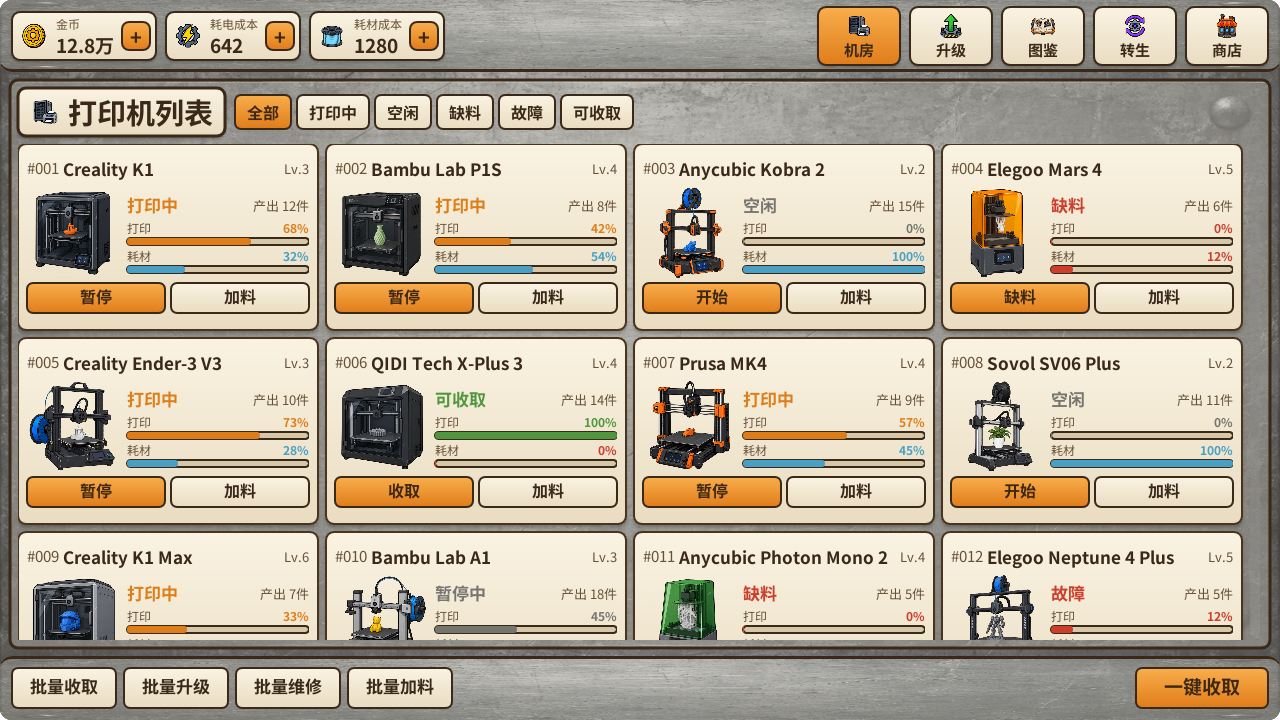 金币
12.8万
耗电成本
642
耗材成本
1280
机房
升级
图鉴
转生
商店
打印机列表
全部
打印中
空闲
缺料
故障
可收取
#001 Creality K1 Lv.3
打印中 产出 12件
打印 68%
耗材 32%
暂停 加料
#002 Bambu Lab P1S Lv.4
打印中 产出 8件
打印 42%
耗材 54%
暂停 加料
#003 Anycubic Kobra 2 Lv.2
空闲 产出 15件
打印 0%
耗材 100%
开始 加料
#004 Elegoo Mars 4 Lv.5
缺料 产出 6件
打印 0%
耗材 12%
缺料 加料
#005 Creality Ender-3 V3 Lv.3
打印中 产出 10件
打印 73%
耗材 28%
暂停 加料
#006 QIDI Tech X-Plus 3 Lv.4
可收取 产出 14件
打印 100%
耗材 0%
收取 加料
#007 Prusa MK4 Lv.4
打印中 产出 9件
打印 57%
耗材 45%
暂停 加料
#008 Sovol SV06 Plus Lv.2
空闲 产出 11件
打印 0%
耗材 100%
开始 加料
#009 Creality K1 Max Lv.6
打印中 产出 7件
打印 33%
#010 Bambu Lab A1 Lv.3
暂停中 产出 18件
打印 45%
#011 Anycubic Photon Mono 2 Lv.4
缺料 产出 5件
打印 0%
#012 Elegoo Neptune 4 Plus Lv.5
故障 产出 5件
打印 12%
批量收取
批量升级
批量维修
批量加料
一键收取